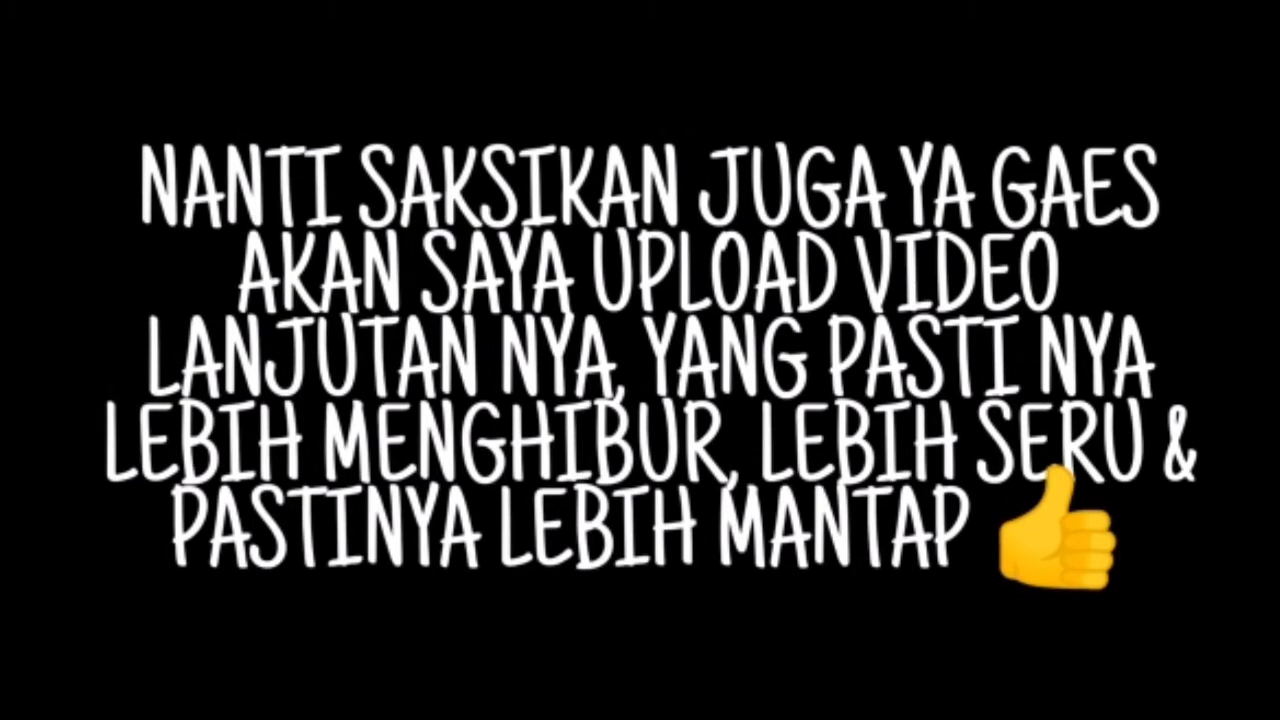 NANTI SAKSIKAN JUGA YA GAES
AKAN SAYA UPLOAD VIDEO
LANJUTAN NYA, YANG PASTI NYA
LEBIH MENGHIBUR, LEBIH SERU &
PASTINYA LEBIH MANTAP 👍